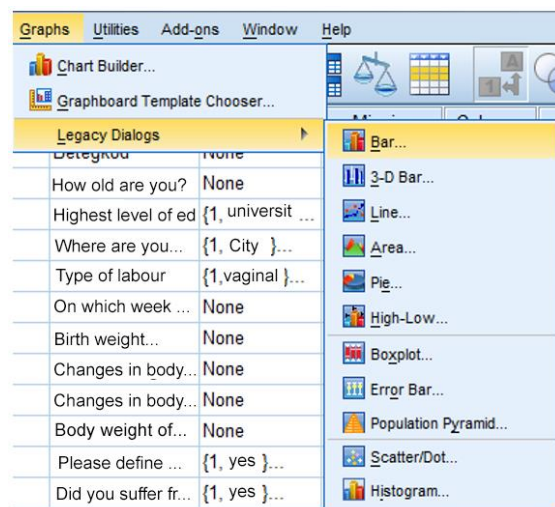 Graphs Utilities Add-ons Window Help
Chart Builder...
Graphboard Template Chooser...
Legacy Dialogs
Bar...
3-D Bar...
Line...
Area...
Pie...
High-Low...
Boxplot...
Error Bar...
Population Pyramid...
Scatter/Dot...
Histogram...
None
How old are you? None
Highest level of ed {1, universit ...
Where are you... {1, City }...
Type of labour {1,vaginal }...
On which week ... None
Birth weight... None
Changes in body... None
Changes in body... None
Body weight of... None
Please define ... {1, yes }...
Did you suffer fr... {1, yes }...